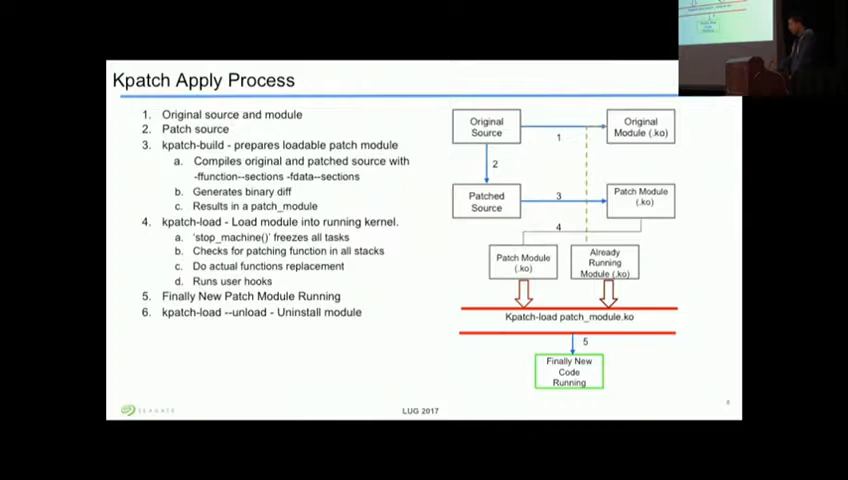 Kpatch Apply Process
1. Original source and module
2. Patch source
3. kpatch-build - prepares loadable patch module
a. Compiles original and patched source with
-ffunction--sections -fdata--sections
b. Generates binary diff
c. Results in a patch_module
4. kpatch-load - Load module into running kernel.
a. 'stop_machine()' freezes all tasks
b. Checks for patching function in all stacks
c. Do actual functions replacement
d. Runs user hooks
5. Finally New Patch Module Running
6. kpatch-load --unload - Uninstall module
Original
Source
1
Original
Module (.ko)
2
Patched
Source
3
Patch Module
(.ko)
4
Patch Module
(.ko)
Already
Running
Module (.ko)
Kpatch-load patch_module.ko
5
Finally New
Code
Running
SEAGATE
LUG 2017